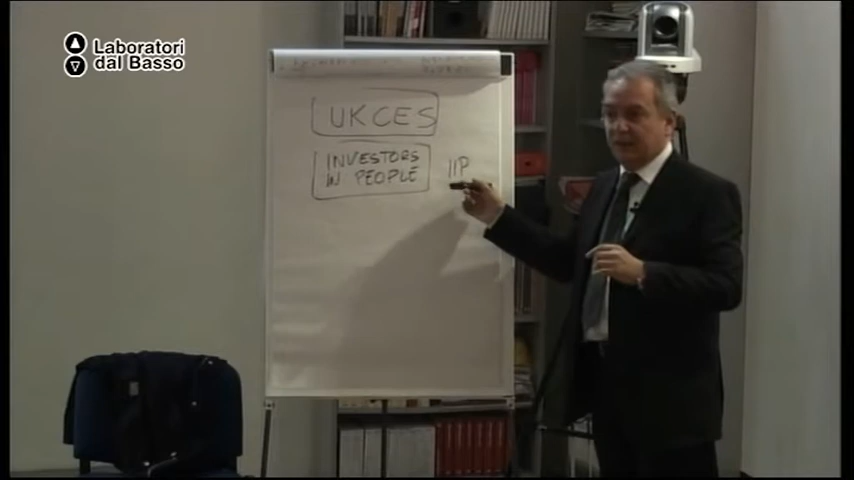 Laboratori
dal Basso
UKCES
INVESTORS
IN PEOPLE
IIP